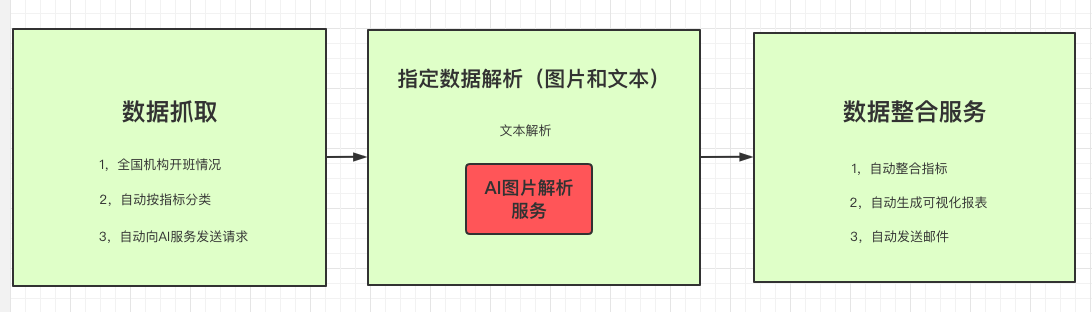 数据抓取
1，全国机构开班情况
2，自动按指标分类
3，自动向AI服务发送请求
指定数据解析（图片和文本）
文本解析
AI图片解析
服务
数据整合服务
1，自动整合指标
2，自动生成可视化报表
3，自动发送邮件